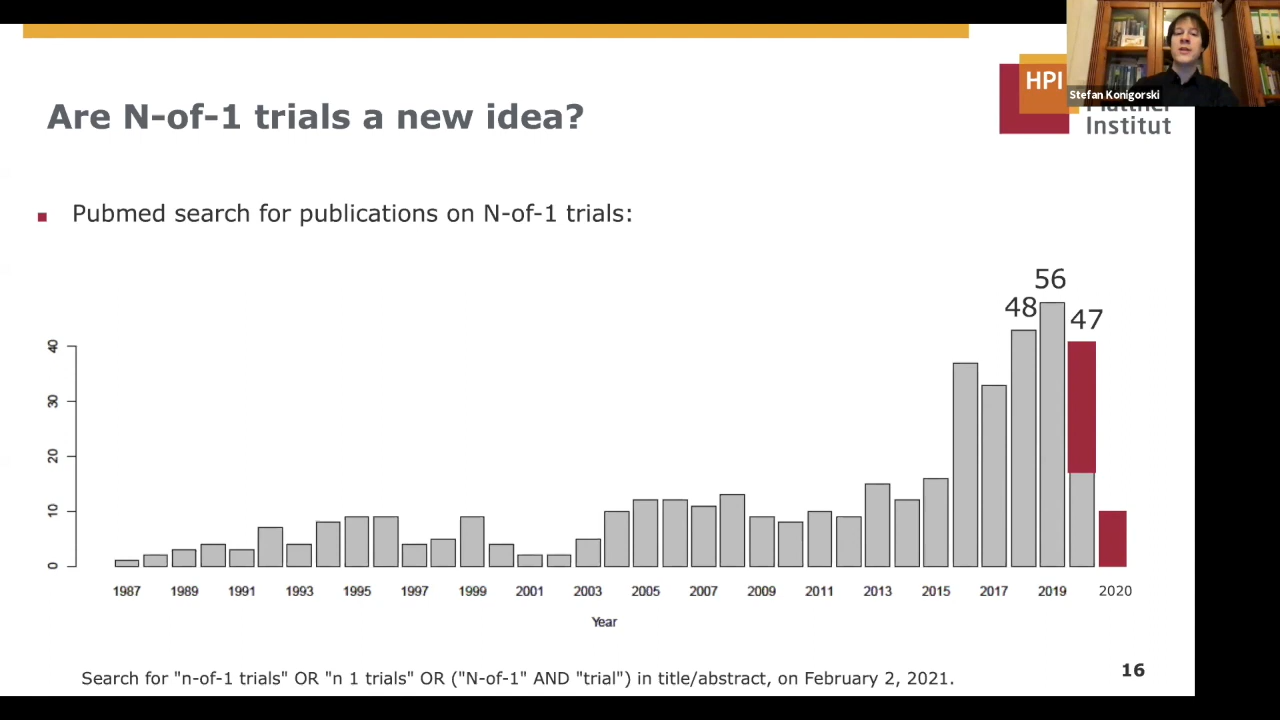 HPI
Stefan Konigorski
Institut
Are N-of-1 trials a new idea?
Pubmed search for publications on N-of-1 trials:
56
48
47
40
30
20
10
0
1987 1989 1991 1993 1995 1997 1999 2001 2003 2005 2007 2009 2011 2013 2015 2017 2019 2020
Year
16
Search for "n-of-1 trials" OR "n 1 trials" OR ("N-of-1" AND "trial") in title/abstract, on February 2, 2021.